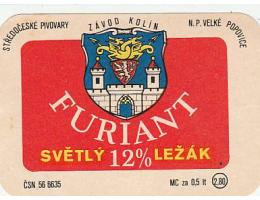 STŘEDOČESKÉ PIVOVARY
ZÁVOD KOLÍN
N.P. VELKÉ POPOVICE
FURIANT
SVĚTLÝ 12% LEŽÁK
ČSN 56 6635
MC za 0,5 lt 2.80